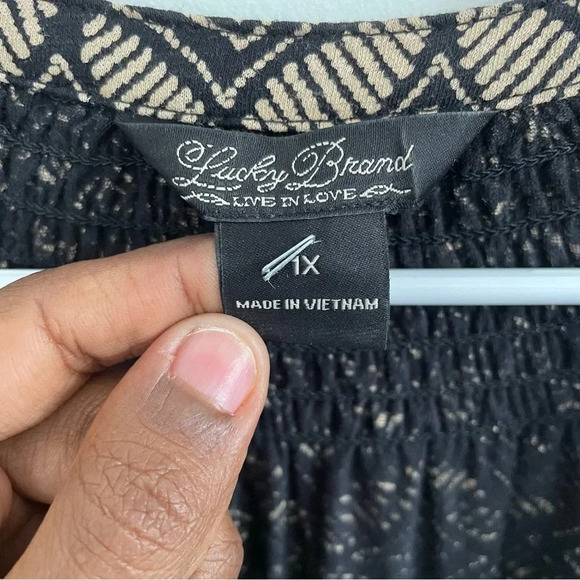 Lucky Brand
LIVE IN LOVE
1X
MADE IN VIETNAM